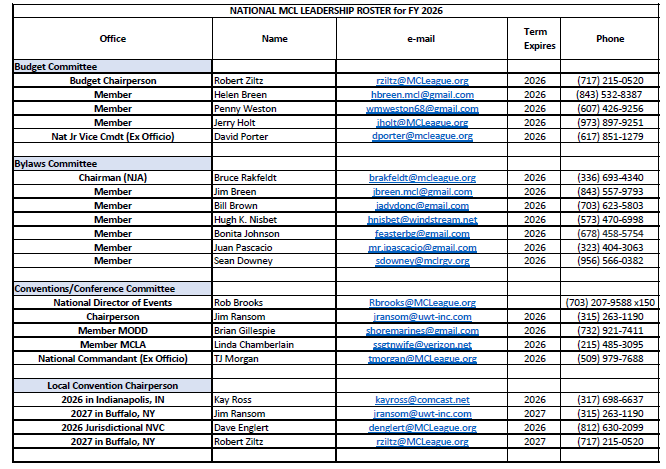 NATIONAL MCL LEADERSHIP ROSTER for FY 2026
Office Name e-mail Term Expires Phone
Budget Committee
Budget Chairperson Robert Ziltz rziltz@MCLeague.org 2026 (717) 215-0520
Member Helen Breen hbreen.mcl@gmail.com 2026 (843) 532-8387
Member Penny Weston wmweston68@gmail.com 2026 (607) 426-9256
Member Jerry Holt jholt@MCLeague.org 2026 (973) 897-9251
Nat Jr Vice Cmdt (Ex Officio) David Porter dporter@mcleague.org 2026 (617) 851-1279
Bylaws Committee
Chairman (NJA) Bruce Rakfeldt brakfeldt@mcleague.org 2026 (336) 693-4340
Member Jim Breen jbreen.mcl@gmail.com 2026 (843) 557-9793
Member Bill Brown jadydonc@gmail.com 2026 (703) 623-5803
Member Hugh K. Nisbet hnisbet@windstream.net 2026 (573) 470-6998
Member Bonita Johnson feasterbg@gmail.com 2026 (678) 458-5754
Member Juan Pascacio mr.jpascacio@gmail.com 2026 (323) 404-3063
Member Sean Downey sdowney@mclrgv.org 2026 (956) 566-0382
Conventions/Conference Committee
National Director of Events Rob Brooks Rbrooks@MCLeague.org (703) 207-9588 x150
Chairperson Jim Ransom jransom@uwt-inc.com 2026 (315) 263-1190
Member MODD Brian Gillespie shoremarines@gmail.com 2026 (732) 921-7411
Member MCLA Linda Chamberlain ssgtnwife@verizon.net 2026 (215) 485-3095
National Commandant (Ex Officio) TJ Morgan tmorgan@MCLeague.org 2026 (509) 979-7688
Local Convention Chairperson
2026 in Indianapolis, IN Kay Ross kayross@comcast.net 2026 (317) 698-6637
2027 in Buffalo, NY Jim Ransom jransom@uwt-inc.com 2027 (315) 263-1190
2026 Jurisdictional NVC Dave Englert denglert@MCLeague.org 2026 (812) 630-2099
2027 in Buffalo, NY Robert Ziltz rziltz@MCLeague.org 2027 (717) 215-0520